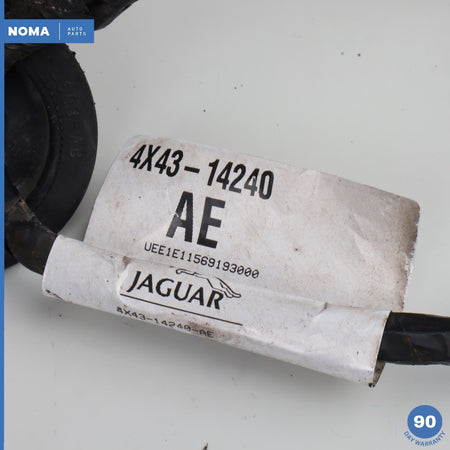 NOMA AUTO PARTS
4X43-14240
AE
UEE1E11569193000
JAGUAR
4X43-14240-AE
90
DAY WARRANTY